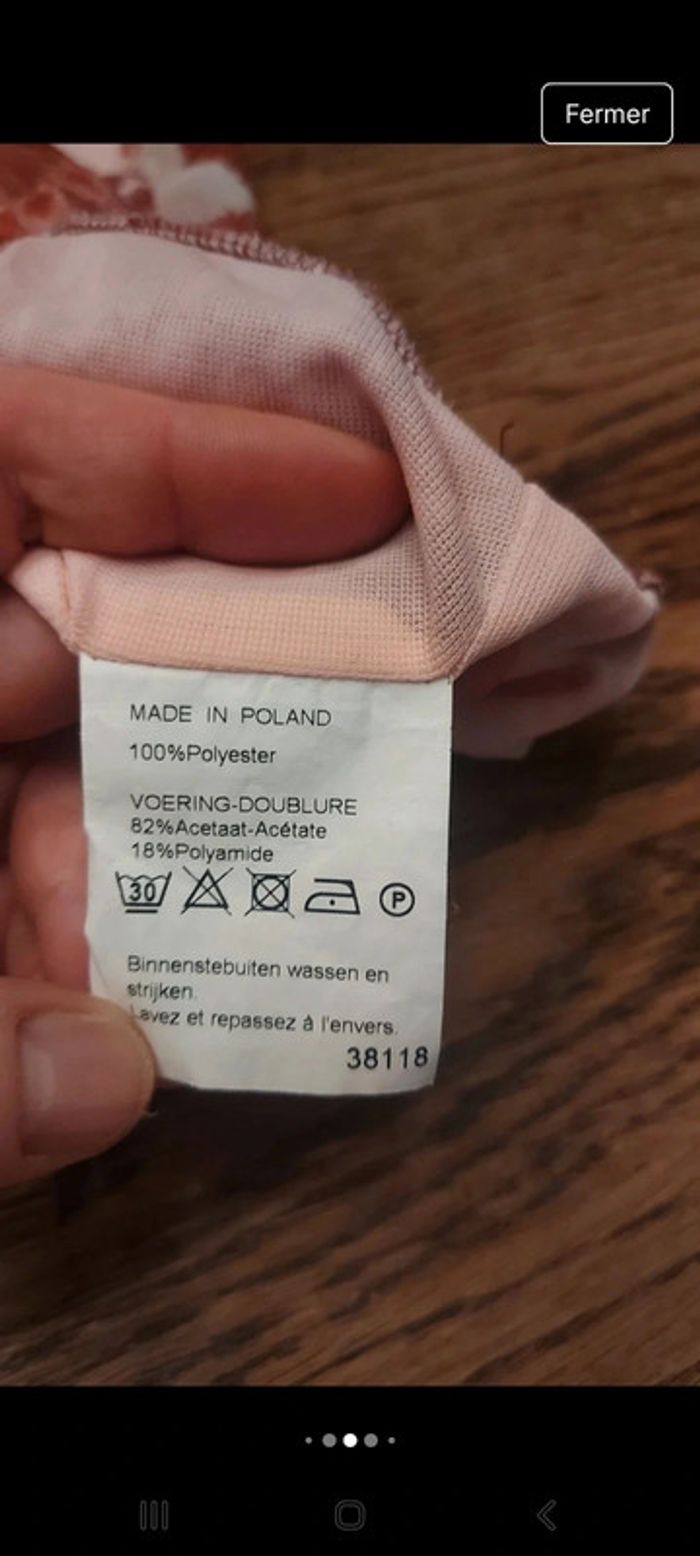 Fermer
MADE IN POLAND
100%Polyester
VOERING-DOUBLURE
82%Acetaat-Acétate
18%Polyamide
30
P
Binnenstebuiten wassen en
strijken.
Lavez et repassez à l'envers.
38118